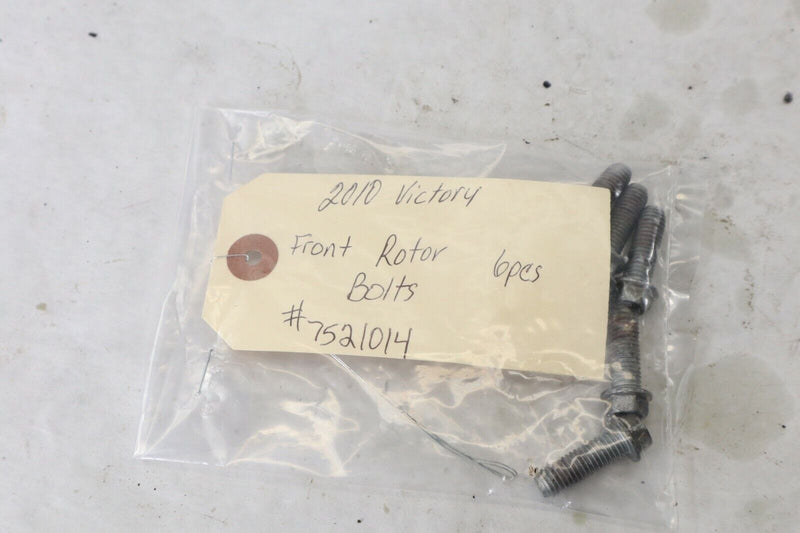 2010 Victory
Front Rotor 6pcs
Bolts
#7521014